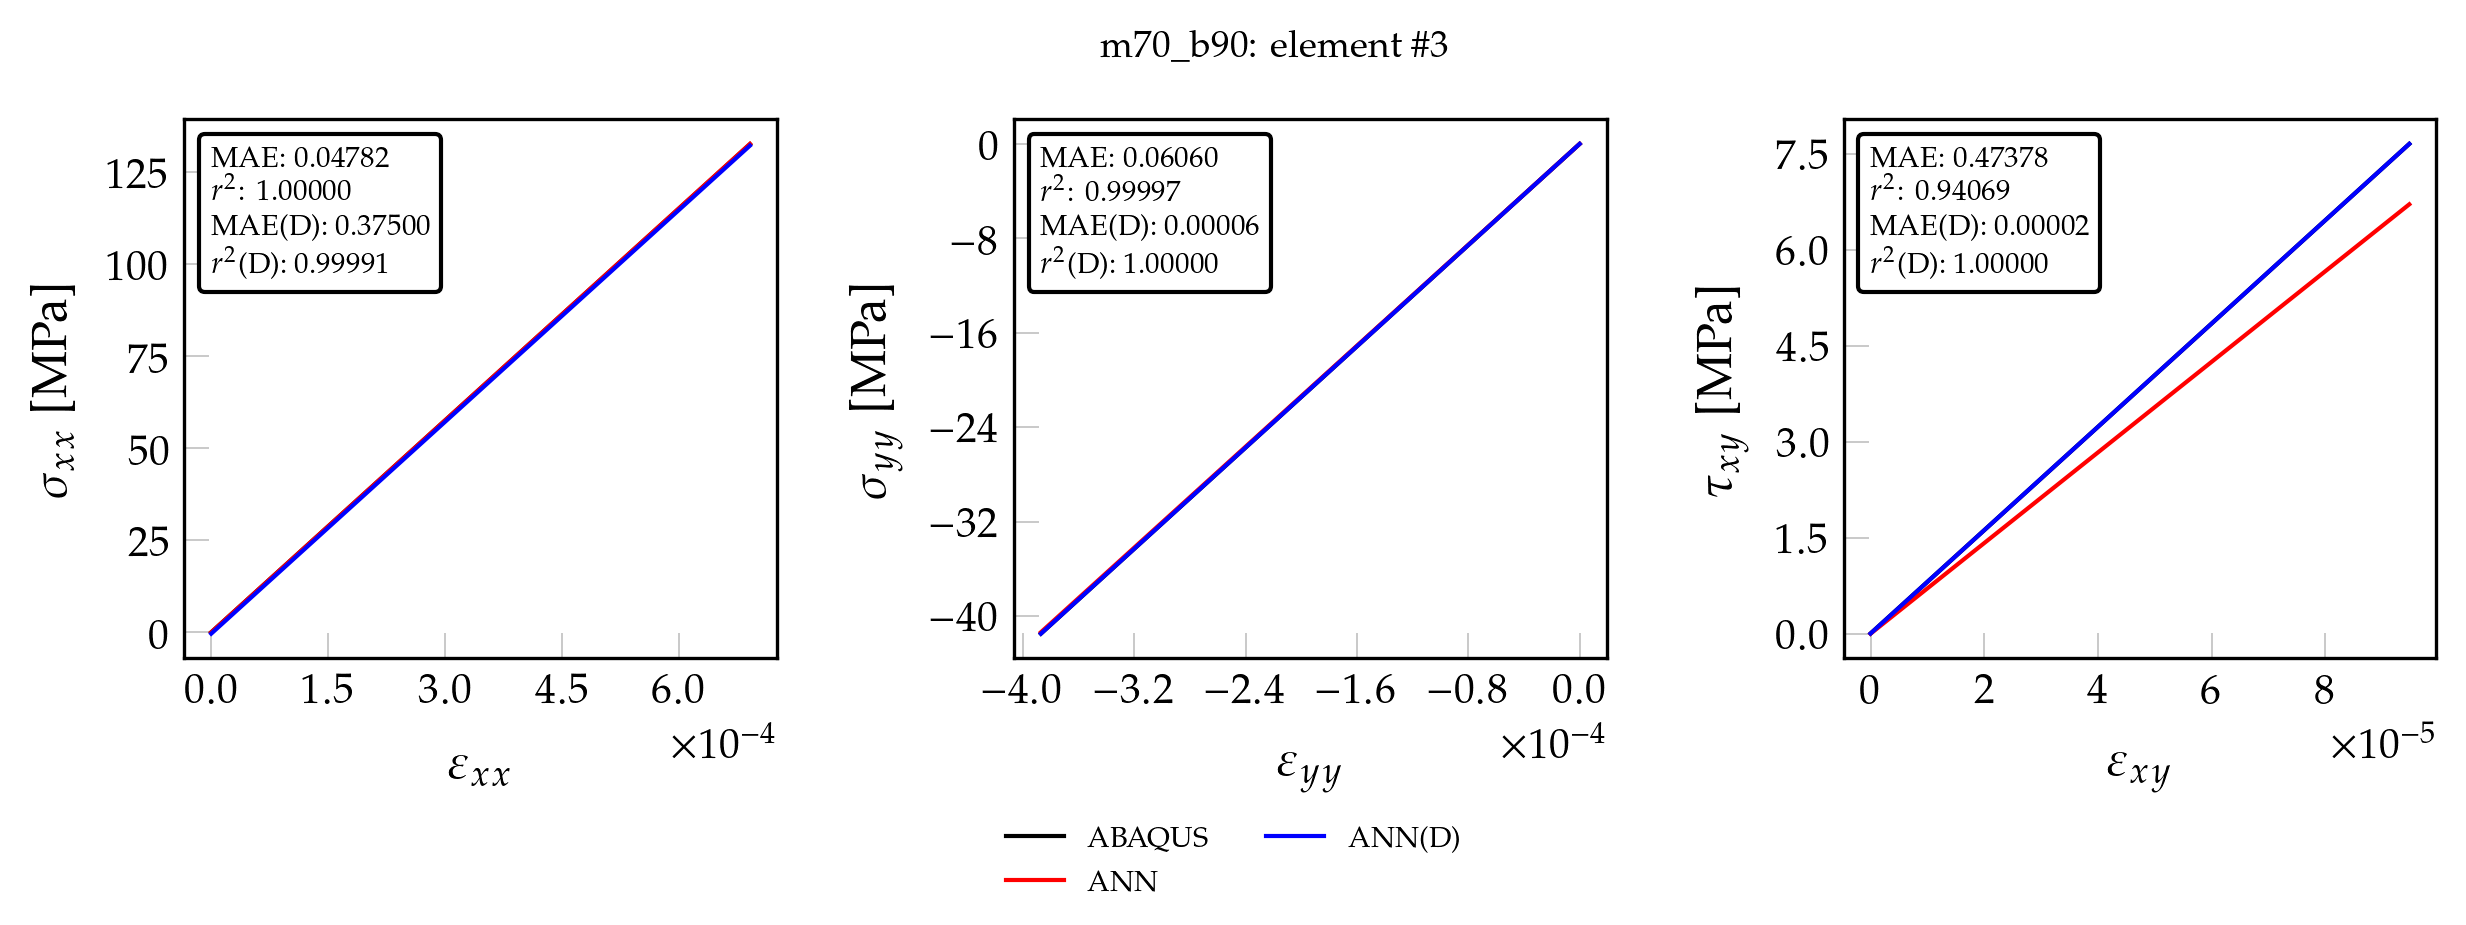 m70_b90: element #3
MAE: 0.04782
r²: 1.00000
MAE(D): 0.37500
r²(D): 0.99991
125
100
75
50
25
0
σxx [MPa]
0.0 1.5 3.0 4.5 6.0
×10⁻⁴
εxx
MAE: 0.06060
r²: 0.99997
MAE(D): 0.00006
r²(D): 1.00000
0
−8
−16
−24
−32
−40
σyy [MPa]
−4.0 −3.2 −2.4 −1.6 −0.8 0.0
×10⁻⁴
εyy
MAE: 0.47378
r²: 0.94069
MAE(D): 0.00002
r²(D): 1.00000
7.5
6.0
4.5
3.0
1.5
0.0
τxy [MPa]
0 2 4 6 8
×10⁻⁵
εxy
ABAQUS
ANN
ANN(D)